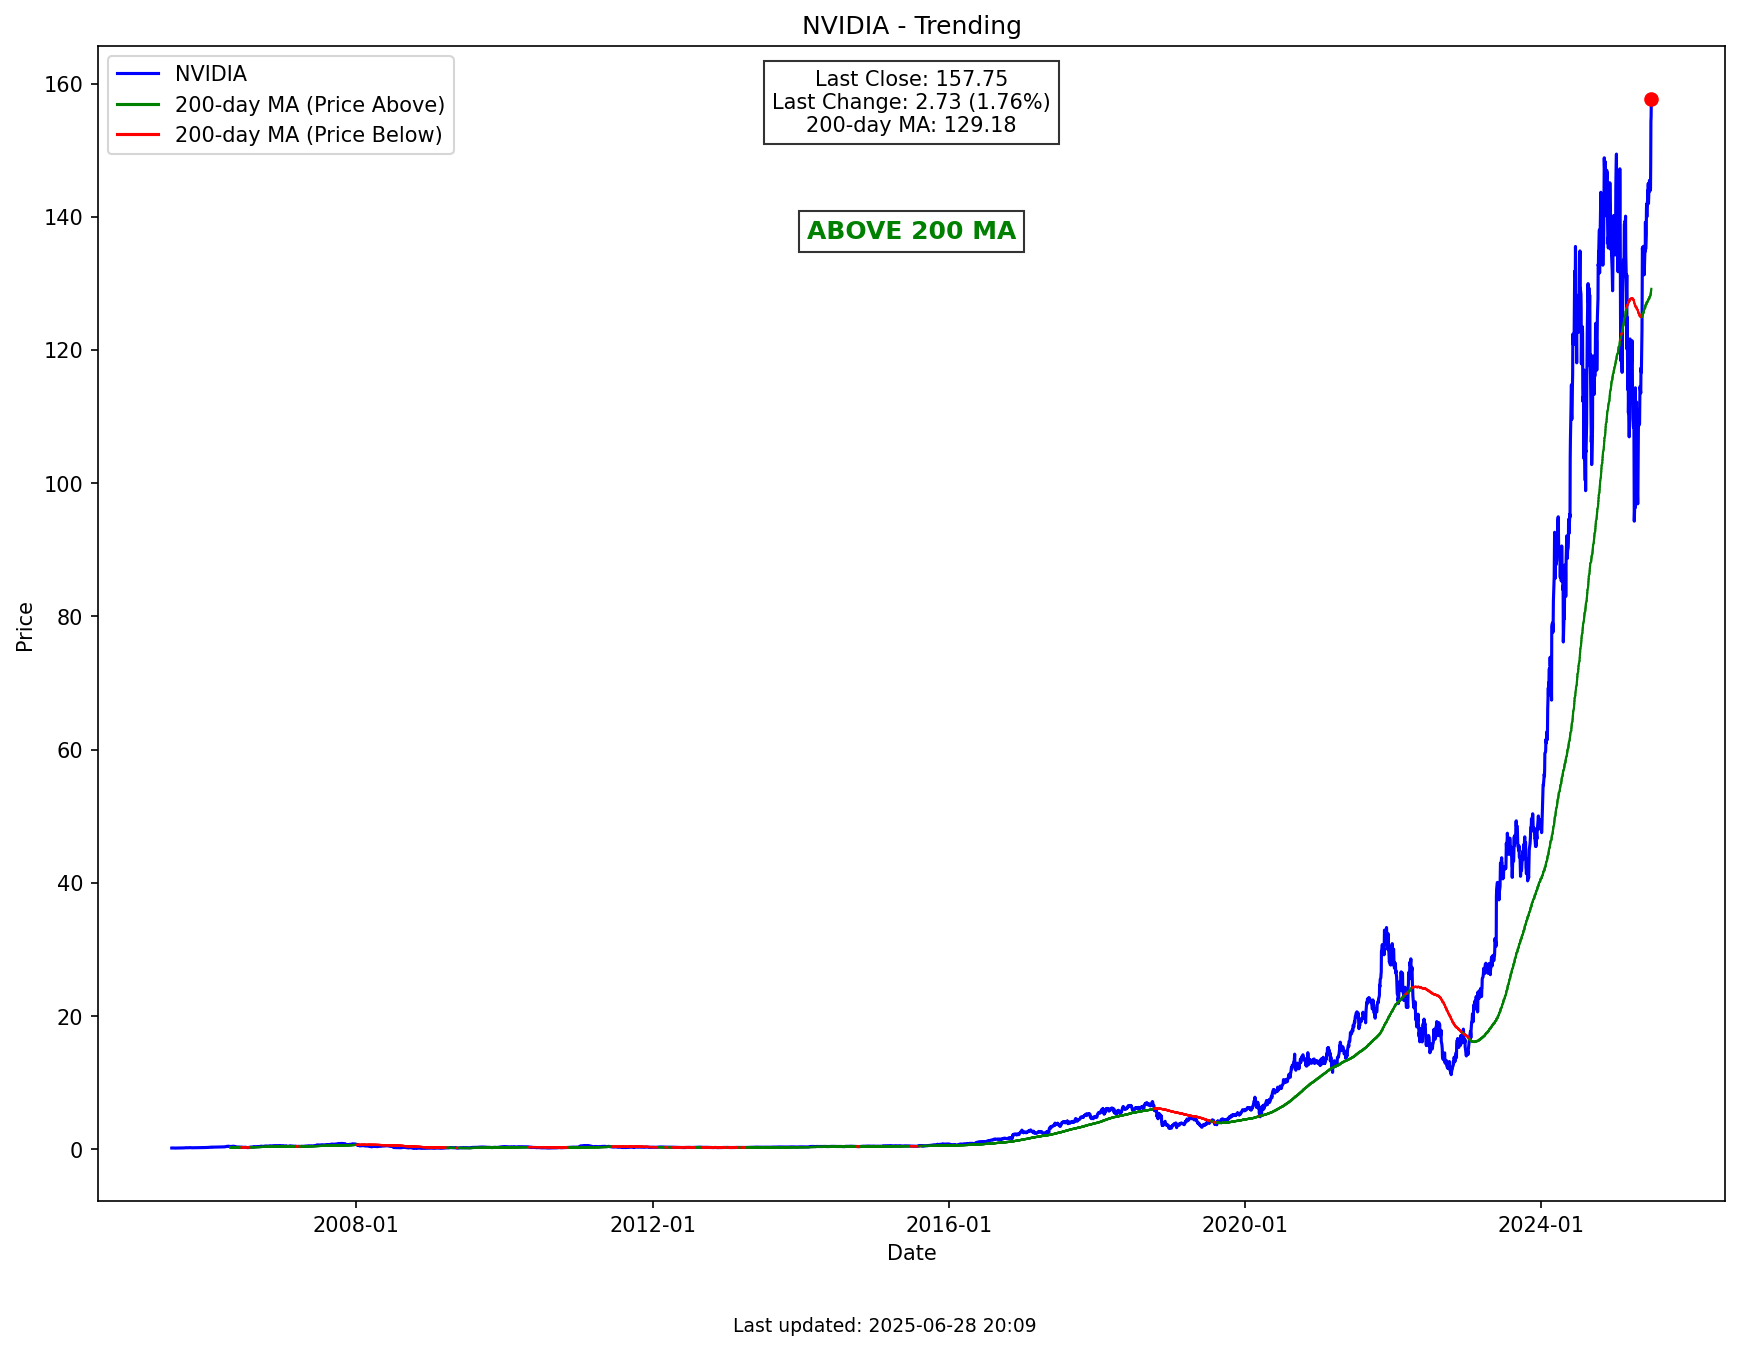 NVIDIA - Trending
NVIDIA
200-day MA (Price Above)
200-day MA (Price Below)
Last Close: 157.75
Last Change: 2.73 (1.76%)
200-day MA: 129.18
ABOVE 200 MA
160
140
120
100
80
60
40
20
0
Price
2008-01
2012-01
2016-01
2020-01
2024-01
Date
Last updated: 2025-06-28 20:09